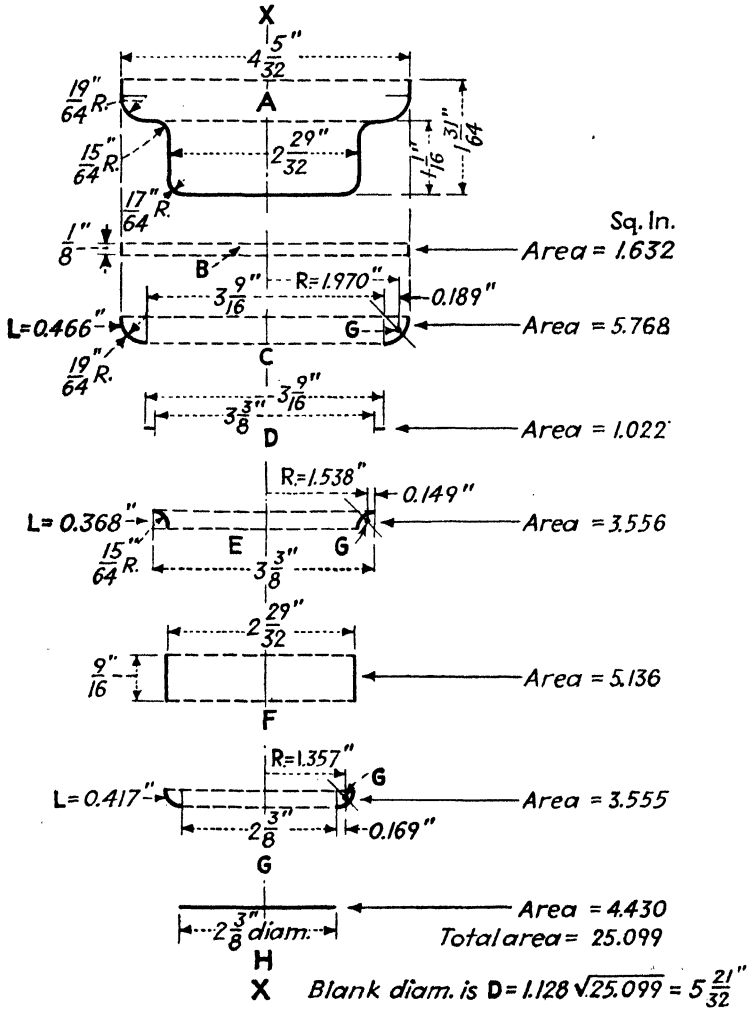 X
4 5/32"
19/64" R.
A
15/64" R.
2 29/32"
1 1/16"
1 31/64"
17/64" R.
Sq. In.
1/8"
B
Area = 1.632
R=1.970"
3 9/16"
0.189"
L=0.466"
G
Area = 5.768
19/64" R.
C
3 9/16"
3 3/8"
D
Area = 1.022
R=1.538"
0.149"
L=0.368"
Area = 3.556
15/64" R.
E
G
3 3/8"
2 29/32"
9/16"
Area = 5.136
F
R=1.357"
G
L=0.417"
Area = 3.555
2 3/8"
0.169"
G
Area = 4.430
2 3/8" diam.
Total area = 25.099
H
X
Blank diam. is D = 1.128 √25.099 = 5 21/32"